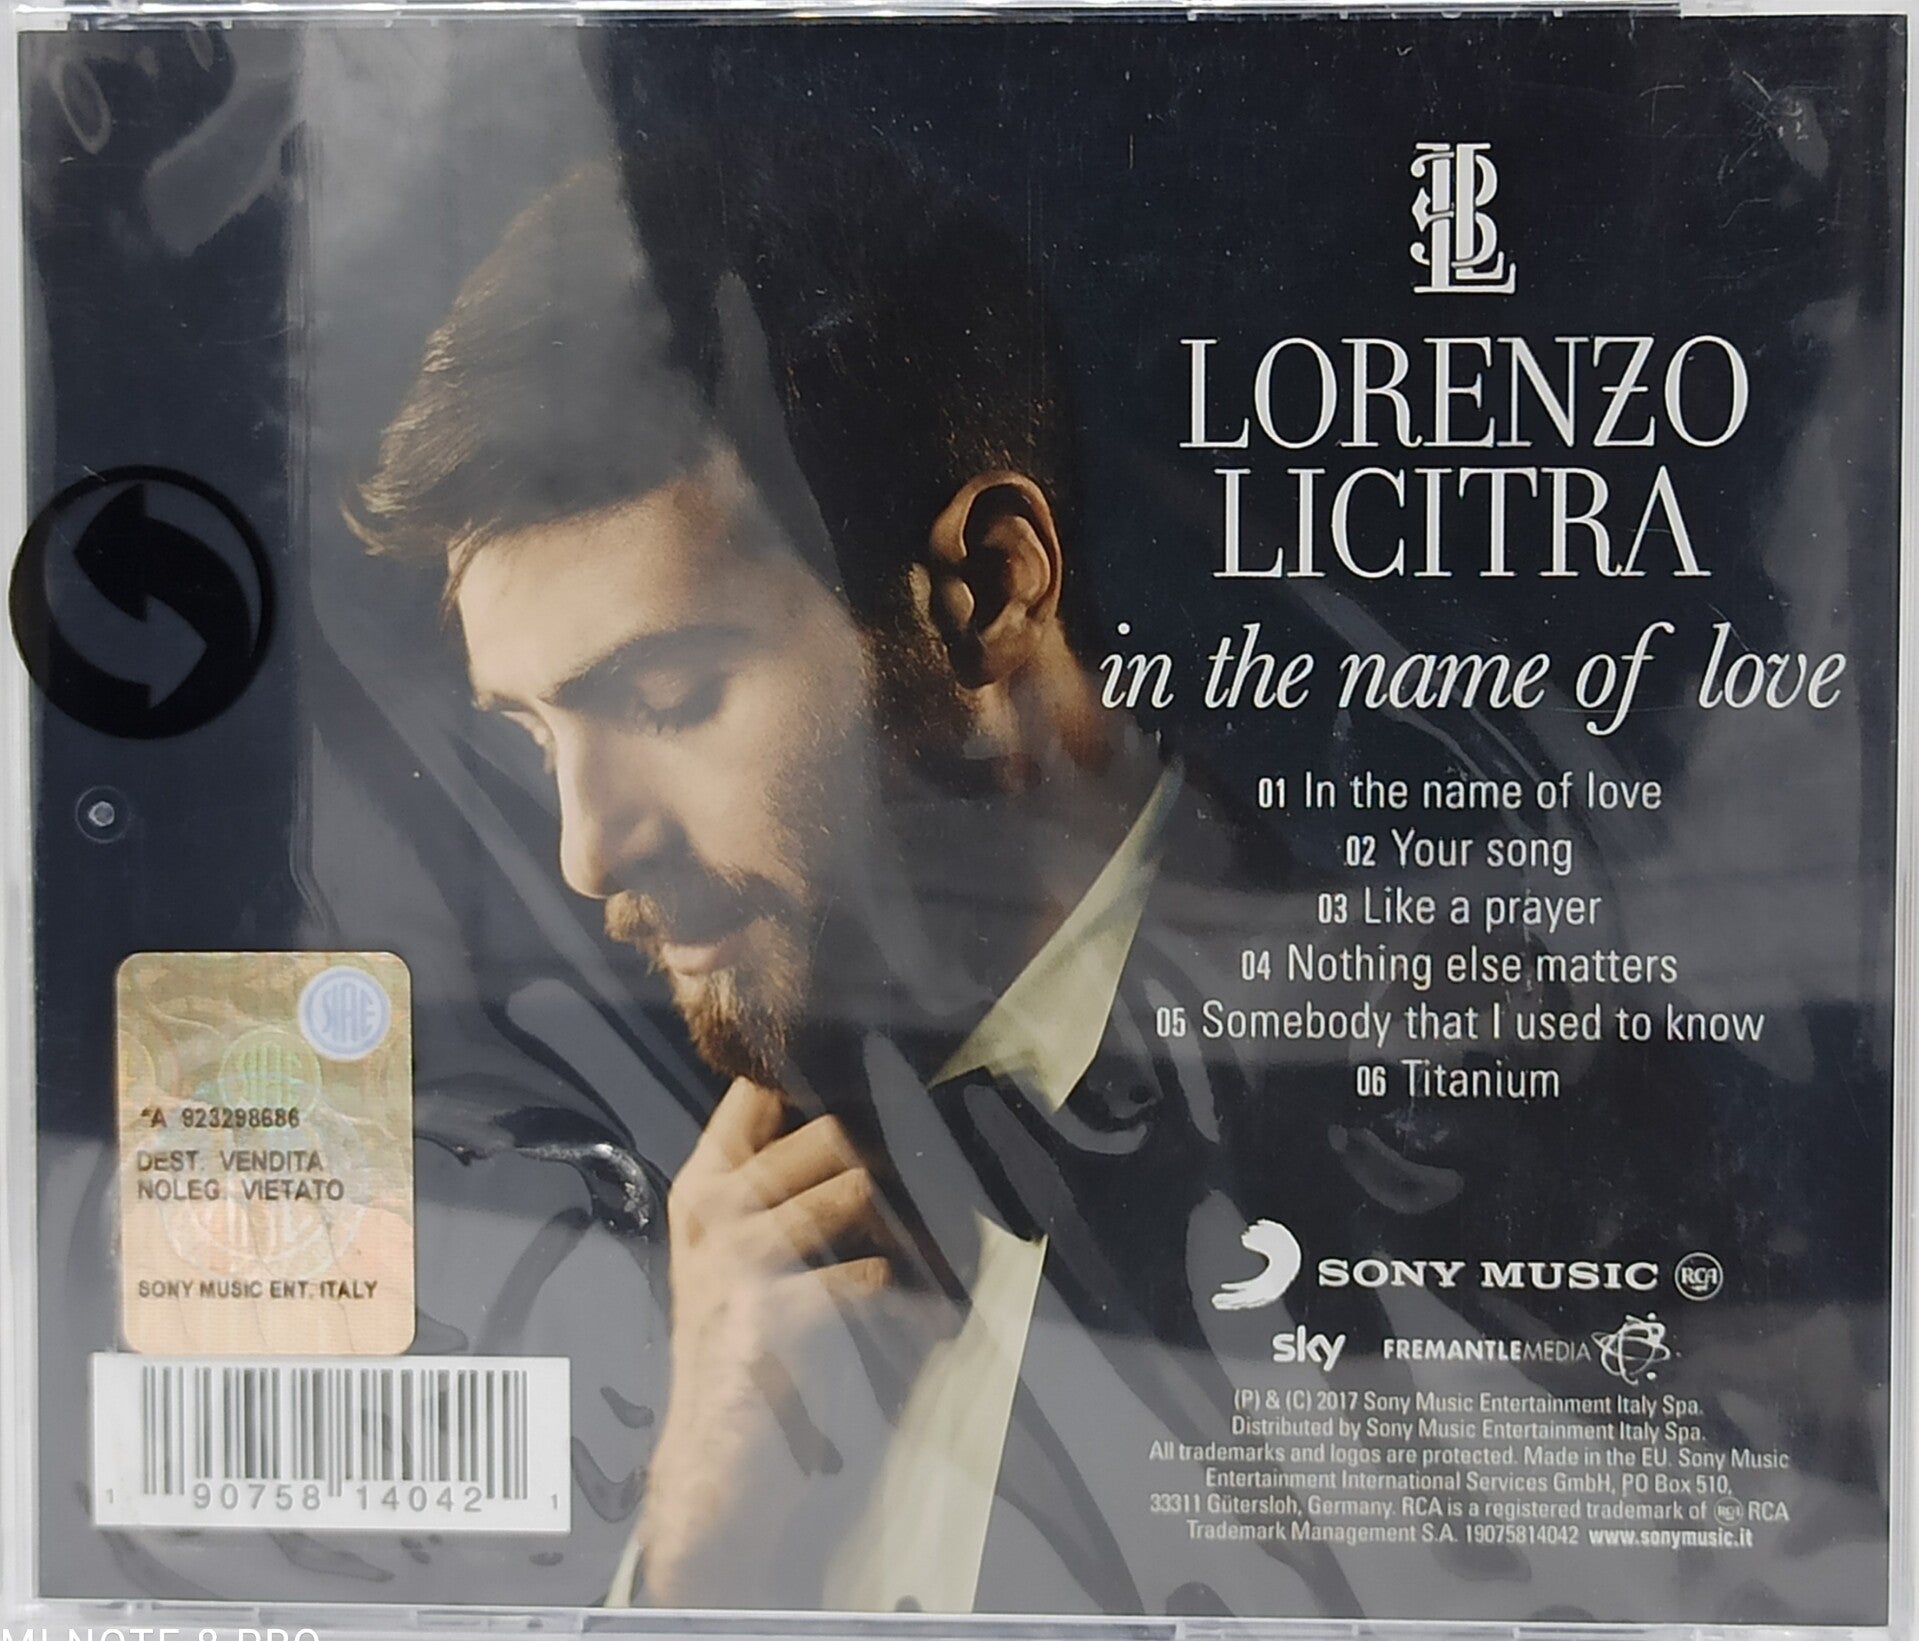 LORENZO
LICITRA
in the name of love
01 In the name of love
02 Your song
03 Like a prayer
04 Nothing else matters
05 Somebody that I used to know
06 Titanium
SIAE
*A 923298686
DEST. VENDITA
NOLEG. VIETATO
SONY MUSIC ENT. ITALY
1 90758 14042 1
SONY MUSIC RCA
sky FREMANTLEMEDIA
(P) & (C) 2017 Sony Music Entertainment Italy Spa.
Distributed by Sony Music Entertainment Italy Spa.
All trademarks and logos are protected. Made in the EU. Sony Music
Entertainment International Services GmbH, PO Box 510,
33311 Gütersloh, Germany. RCA is a registered trademark of RCA RCA
Trademark Management S.A. 19075814042 www.sonymusic.it